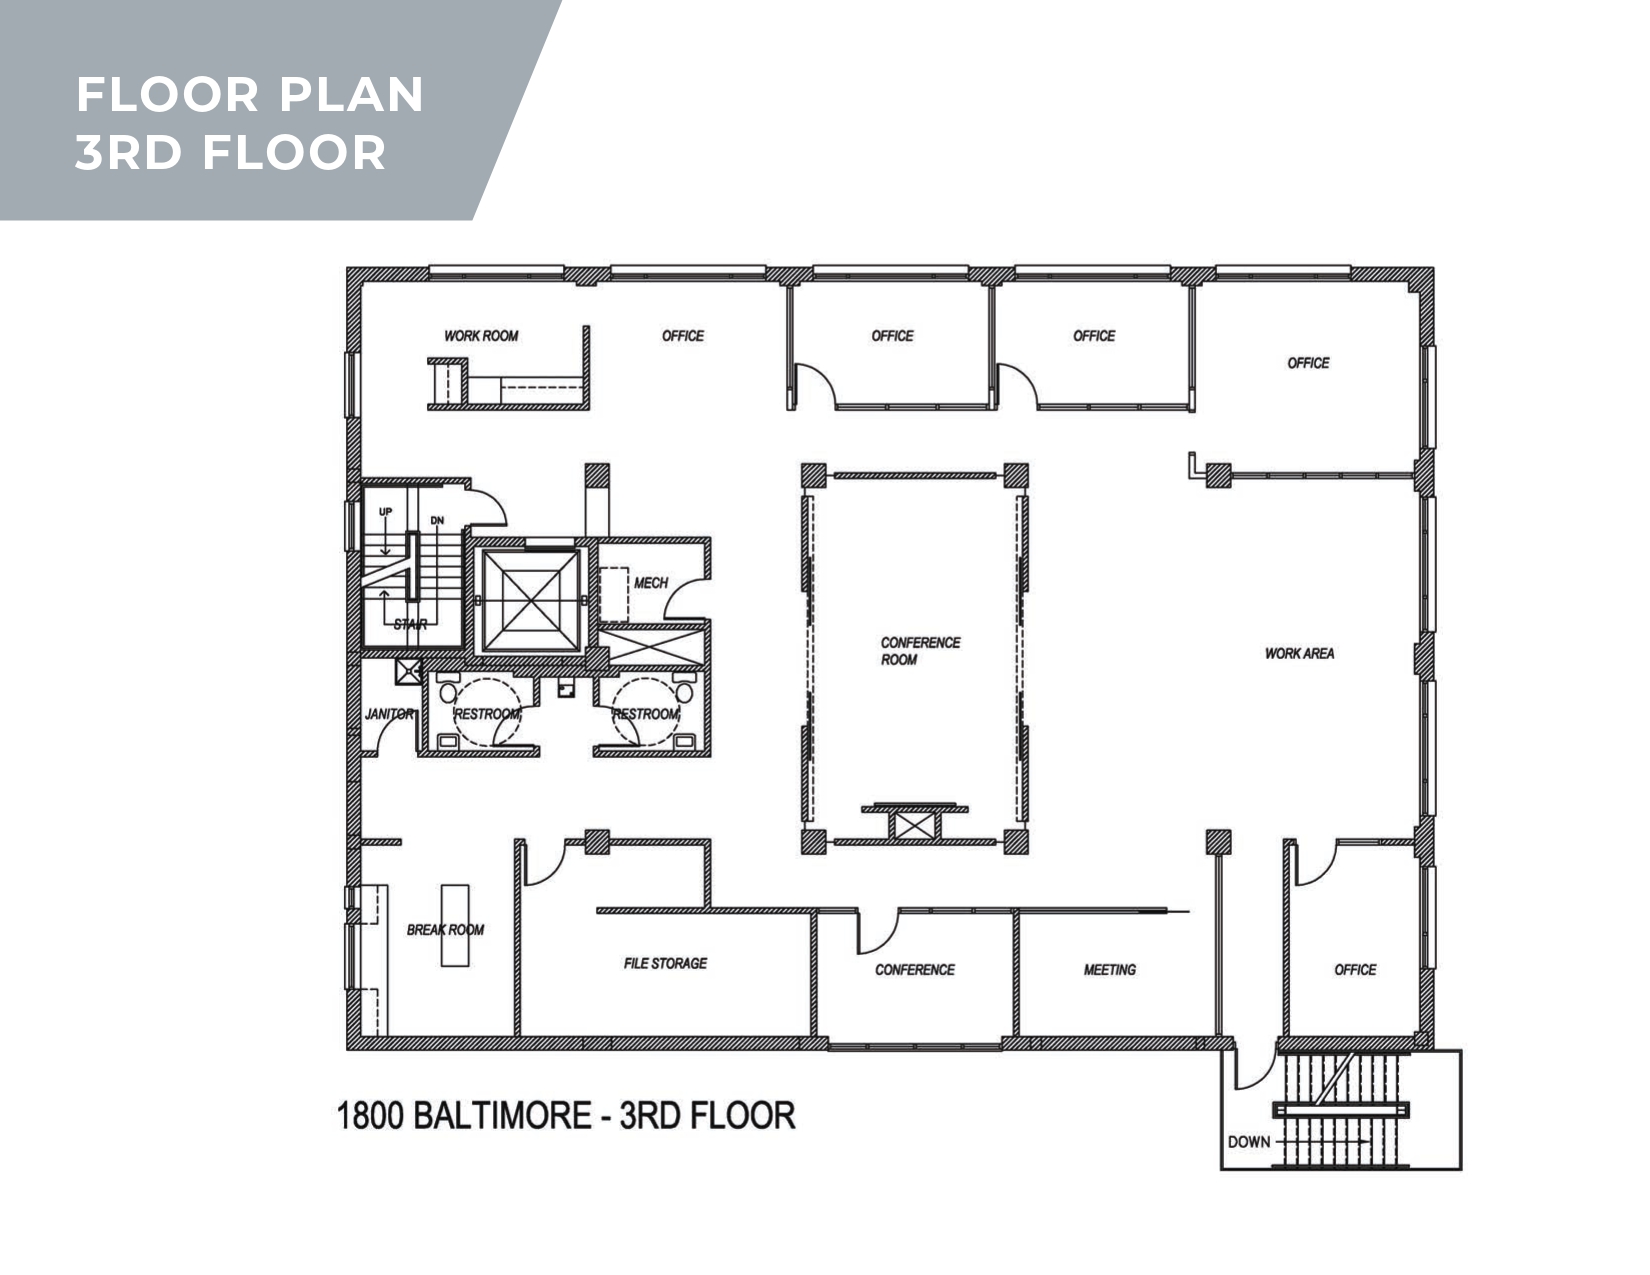 FLOOR PLAN
3RD FLOOR
WORK ROOM
OFFICE
OFFICE
OFFICE
OFFICE
UP
DN
MECH
STAIR
CONFERENCE
ROOM
WORK AREA
JANITOR
RESTROOM
RESTROOM
BREAK ROOM
FILE STORAGE
CONFERENCE
MEETING
OFFICE
1800 BALTIMORE - 3RD FLOOR
DOWN